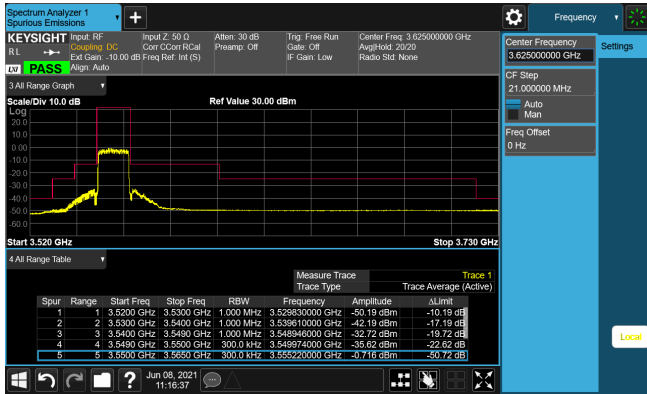 Spectrum Analyzer 1
Spurious Emissions
Frequency
KEYSIGHT Input: RF Input Z: 50 Ω Atten: 30 dB Trig: Free Run Center Freq: 3.625000000 GHz
RL Coupling: DC Corr CCorr RCal Preamp: Off Gate: Off Avg|Hold: 20/20
Ext Gain: -10.00 dB Freq Ref: Int (S) IF Gain: Low Radio Std: None
LXI PASS Align: Auto
Center Frequency
3.625000000 GHz
Settings
CF Step
21.000000 MHz
Auto
Man
Freq Offset
0 Hz
3 All Range Graph
Scale/Div 10.0 dB Ref Value 30.00 dBm
Log
20.0
10.0
0.00
-10.0
-20.0
-30.0
-40.0
-50.0
-60.0
Start 3.520 GHz Stop 3.730 GHz
4 All Range Table
Measure Trace Trace 1
Trace Type Trace Average (Active)
Spur Range Start Freq Stop Freq RBW Frequency Amplitude ΔLimit
1 1 3.5200 GHz 3.5300 GHz 1.000 MHz 3.529830000 GHz -50.19 dBm -10.19 dB
2 2 3.5300 GHz 3.5400 GHz 1.000 MHz 3.539610000 GHz -42.19 dBm -17.19 dB
3 3 3.5400 GHz 3.5490 GHz 1.000 MHz 3.548946000 GHz -32.72 dBm -19.72 dB
4 4 3.5490 GHz 3.5500 GHz 300.0 kHz 3.549974000 GHz -35.62 dBm -22.62 dB
5 5 3.5500 GHz 3.5650 GHz 300.0 kHz 3.555220000 GHz -0.716 dBm -50.72 dB
Local
Jun 08, 2021
11:16:37